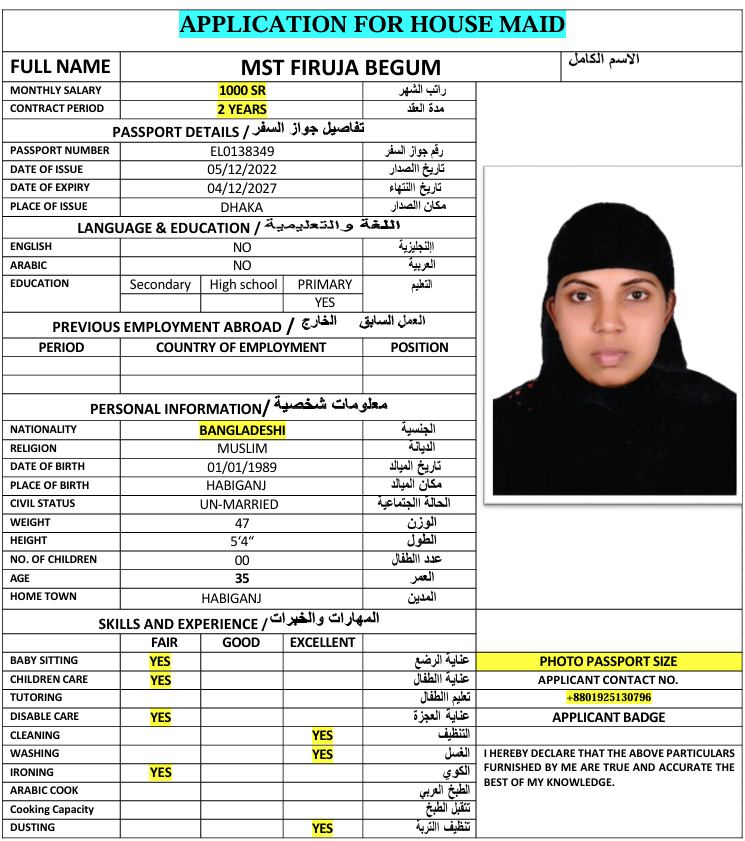 APPLICATION FOR HOUSE MAID
FULL NAME MST FIRUJA BEGUM الاسم الكامل
MONTHLY SALARY 1000 SR راتب الشهر
CONTRACT PERIOD 2 YEARS مدة العقد
PASSPORT DETAILS / تفاصيل جواز السفر
PASSPORT NUMBER EL0138349 رقم جواز السفر
DATE OF ISSUE 05/12/2022 تاريخ االصدار
DATE OF EXPIRY 04/12/2027 تاريخ االنتهاء
PLACE OF ISSUE DHAKA مكان االصدار
LANGUAGE & EDUCATION / اللغة والتعليمية
ENGLISH NO اإلنجليزية
ARABIC NO العربية
EDUCATION Secondary High school PRIMARY التعليم
YES
PREVIOUS EMPLOYMENT ABROAD / العمل السابق الخارج
PERIOD COUNTRY OF EMPLOYMENT POSITION
PERSONAL INFORMATION/ معلومات شخصية
NATIONALITY BANGLADESHI الجنسية
RELIGION MUSLIM الديانة
DATE OF BIRTH 01/01/1989 تاريخ الميالد
PLACE OF BIRTH HABIGANJ مكان الميالد
CIVIL STATUS UN-MARRIED الحالة االجتماعية
WEIGHT 47 الوزن
HEIGHT 5‘4“ الطول
NO. OF CHILDREN 00 عدد االطفال
AGE 35 العمر
HOME TOWN HABIGANJ المدين
SKILLS AND EXPERIENCE / المهارات والخبرات
FAIR GOOD EXCELLENT
BABY SITTING YES عناية الرضع
CHILDREN CARE YES عناية االطفال
TUTORING تعليم االطفال
DISABLE CARE YES عناية العجزة
CLEANING YES التنظيف
WASHING YES الغسل
IRONING YES الكوي
ARABIC COOK الطبخ العربي
Cooking Capacity تتقبل الطبخ
DUSTING YES تنظيف االتربة
PHOTO PASSPORT SIZE
APPLICANT CONTACT NO.
+8801925130796
APPLICANT BADGE
I HEREBY DECLARE THAT THE ABOVE PARTICULARS
FURNISHED BY ME ARE TRUE AND ACCURATE THE
BEST OF MY KNOWLEDGE.